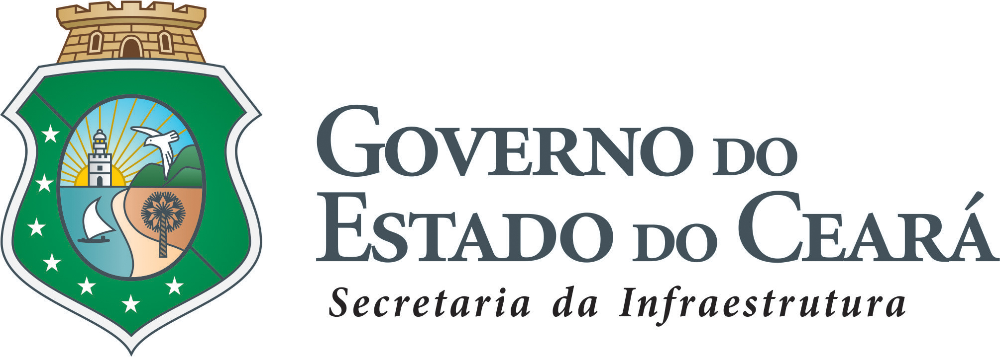 GOVERNO DO
ESTADO DO CEARÁ
Secretaria da Infraestrutura